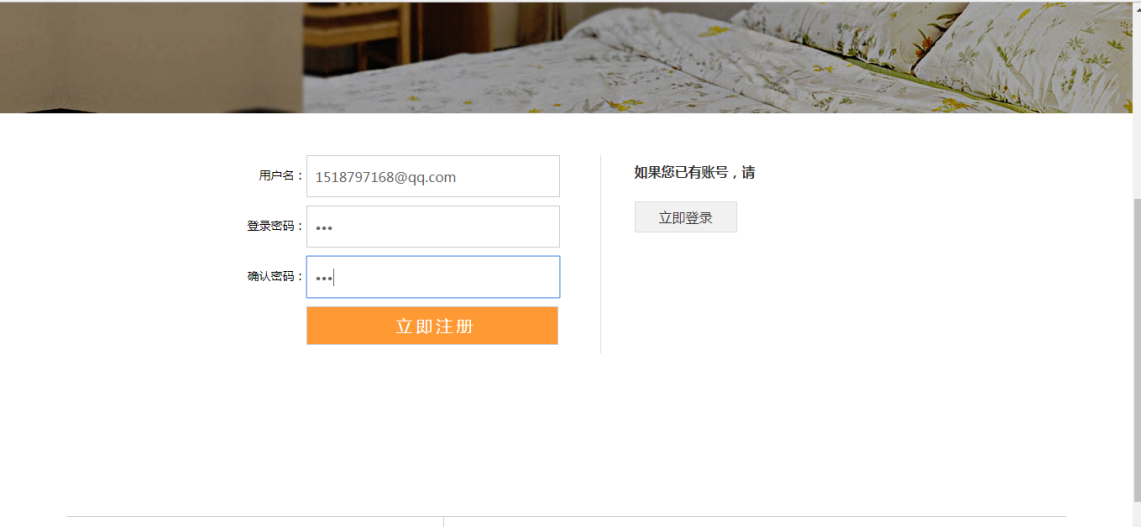 用户名：
1518797168@qq.com
登录密码：
•••
确认密码：
•••
立即注册
如果您已有账号，请
立即登录